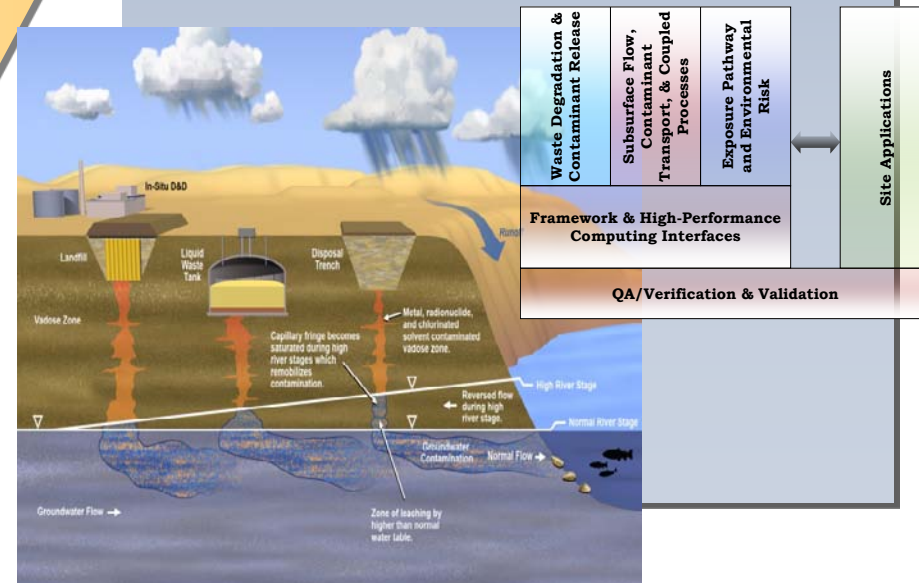 Waste Degradation &
Contaminant Release
Subsurface Flow,
Contaminant
Transport, & Coupled
Processes
Exposure Pathway
and Environmental
Risk
Site Applications
Framework & High-Performance
Computing Interfaces
QA/Verification & Validation
In-Situ D&D
Runoff
Landfill
Liquid
Waste
Tank
Disposal
Trench
Vadose Zone
Metal, radionuclide,
and chlorinated
solvent contaminated
vadose zone.
Capillary fringe becomes
saturated during high
river stages which
remobilizes
contamination.
High River Stage
Reversed flow
during high
river stage.
Normal River Stage
Groundwater
Contamination
Normal Flow
Groundwater Flow
Zone of leaching by
higher than normal
water table.